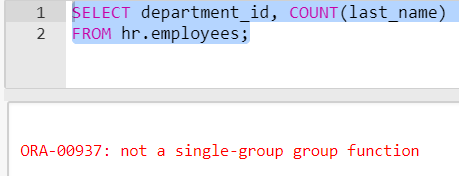 1 SELECT department_id, COUNT(last_name)
2 FROM hr.employees;
ORA-00937: not a single-group group function